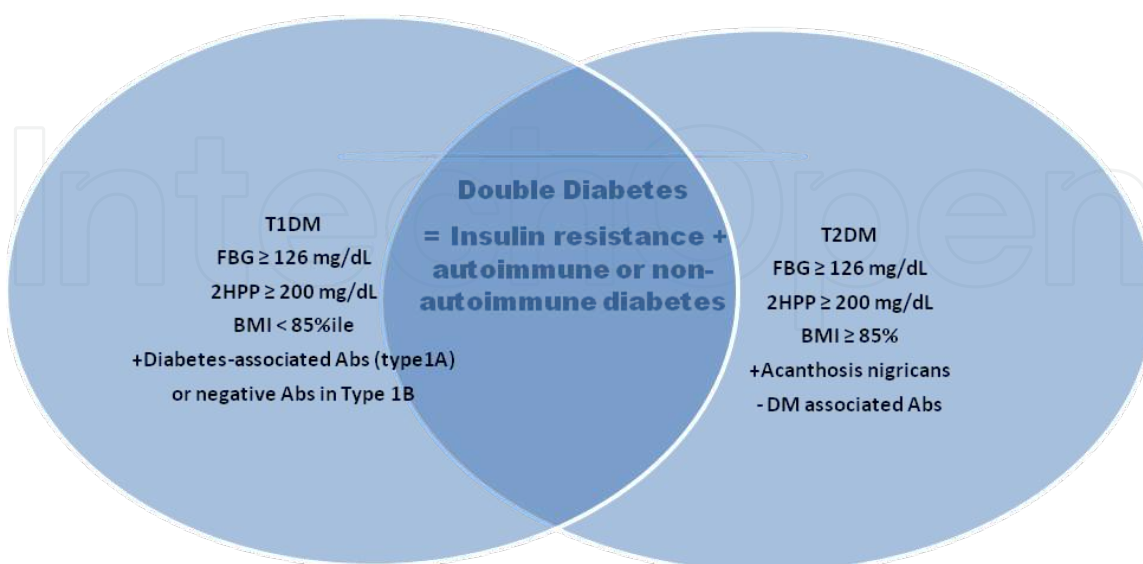 IntechOpen
T1DM
FBG ≥ 126 mg/dL
2HPP ≥ 200 mg/dL
BMI < 85%ile
+Diabetes-associated Abs (type1A)
or negative Abs in Type 1B
Double Diabetes
= Insulin resistance +
autoimmune or non-
autoimmune diabetes
T2DM
FBG ≥ 126 mg/dL
2HPP ≥ 200 mg/dL
BMI ≥ 85%
+Acanthosis nigricans
- DM associated Abs